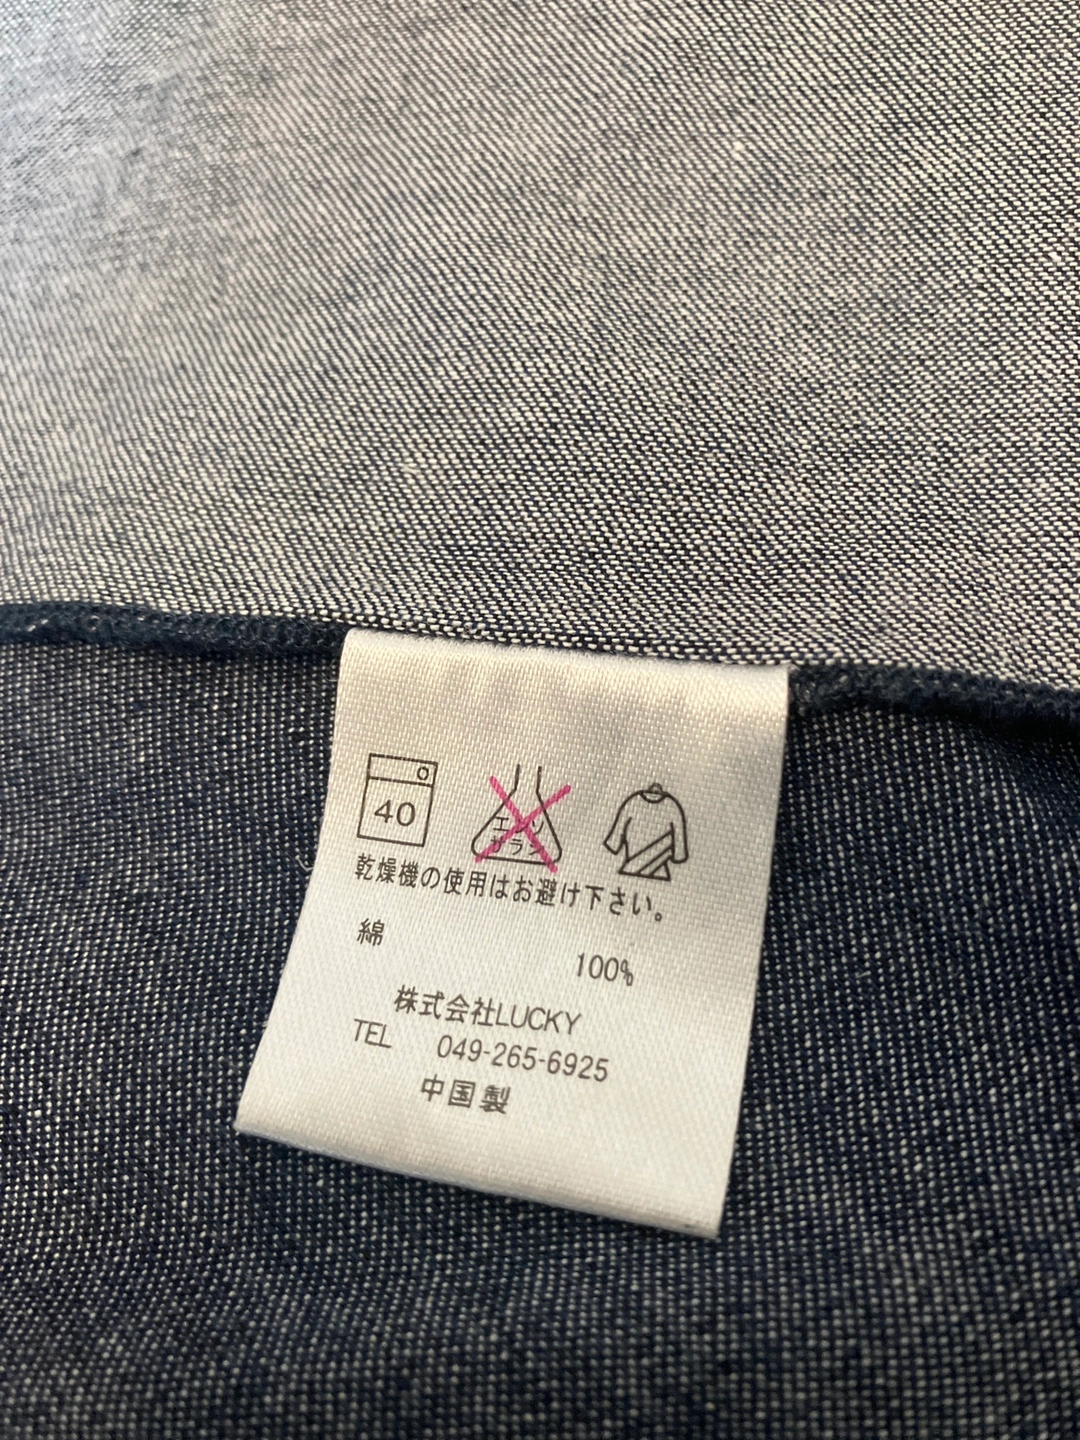 40
エンソ
サラシ
乾燥機の使用はお避け下さい。
綿 100%
株式会社LUCKY
TEL 049-265-6925
中国製